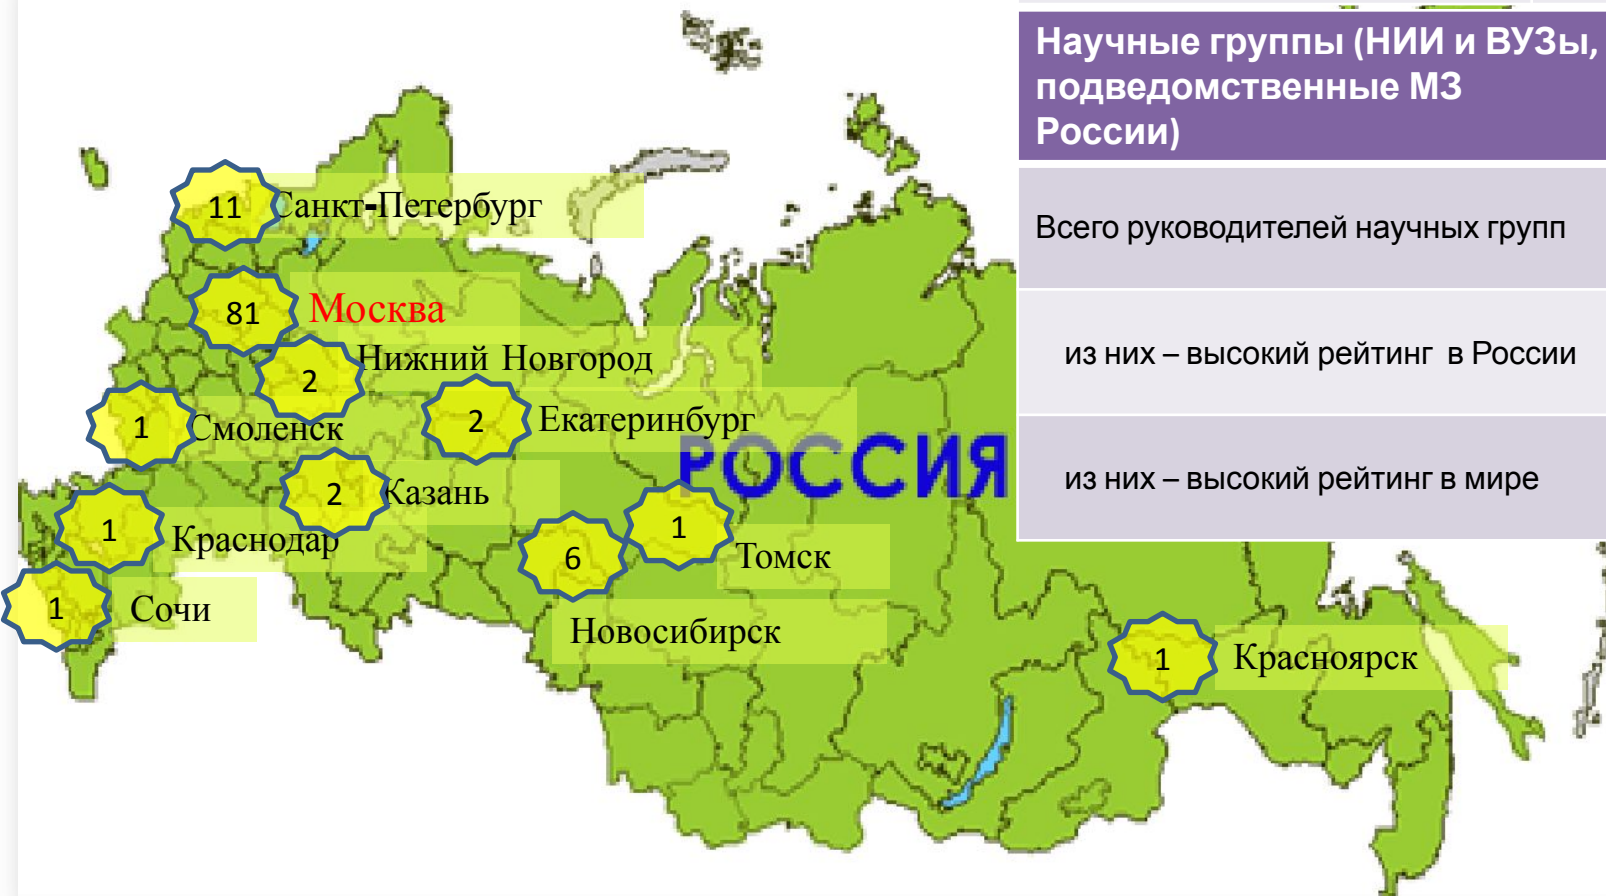 Научные группы (НИИ и ВУЗы,
подведомственные МЗ
России)
Всего руководителей научных групп
из них – высокий рейтинг в России
из них – высокий рейтинг в мире
11 Санкт-Петербург
81 Москва
2 Нижний Новгород
2 Екатеринбург
1 Смоленск
РОССИЯ
2 Казань
1 Краснодар
1 Томск
6 Новосибирск
1 Сочи
1 Красноярск